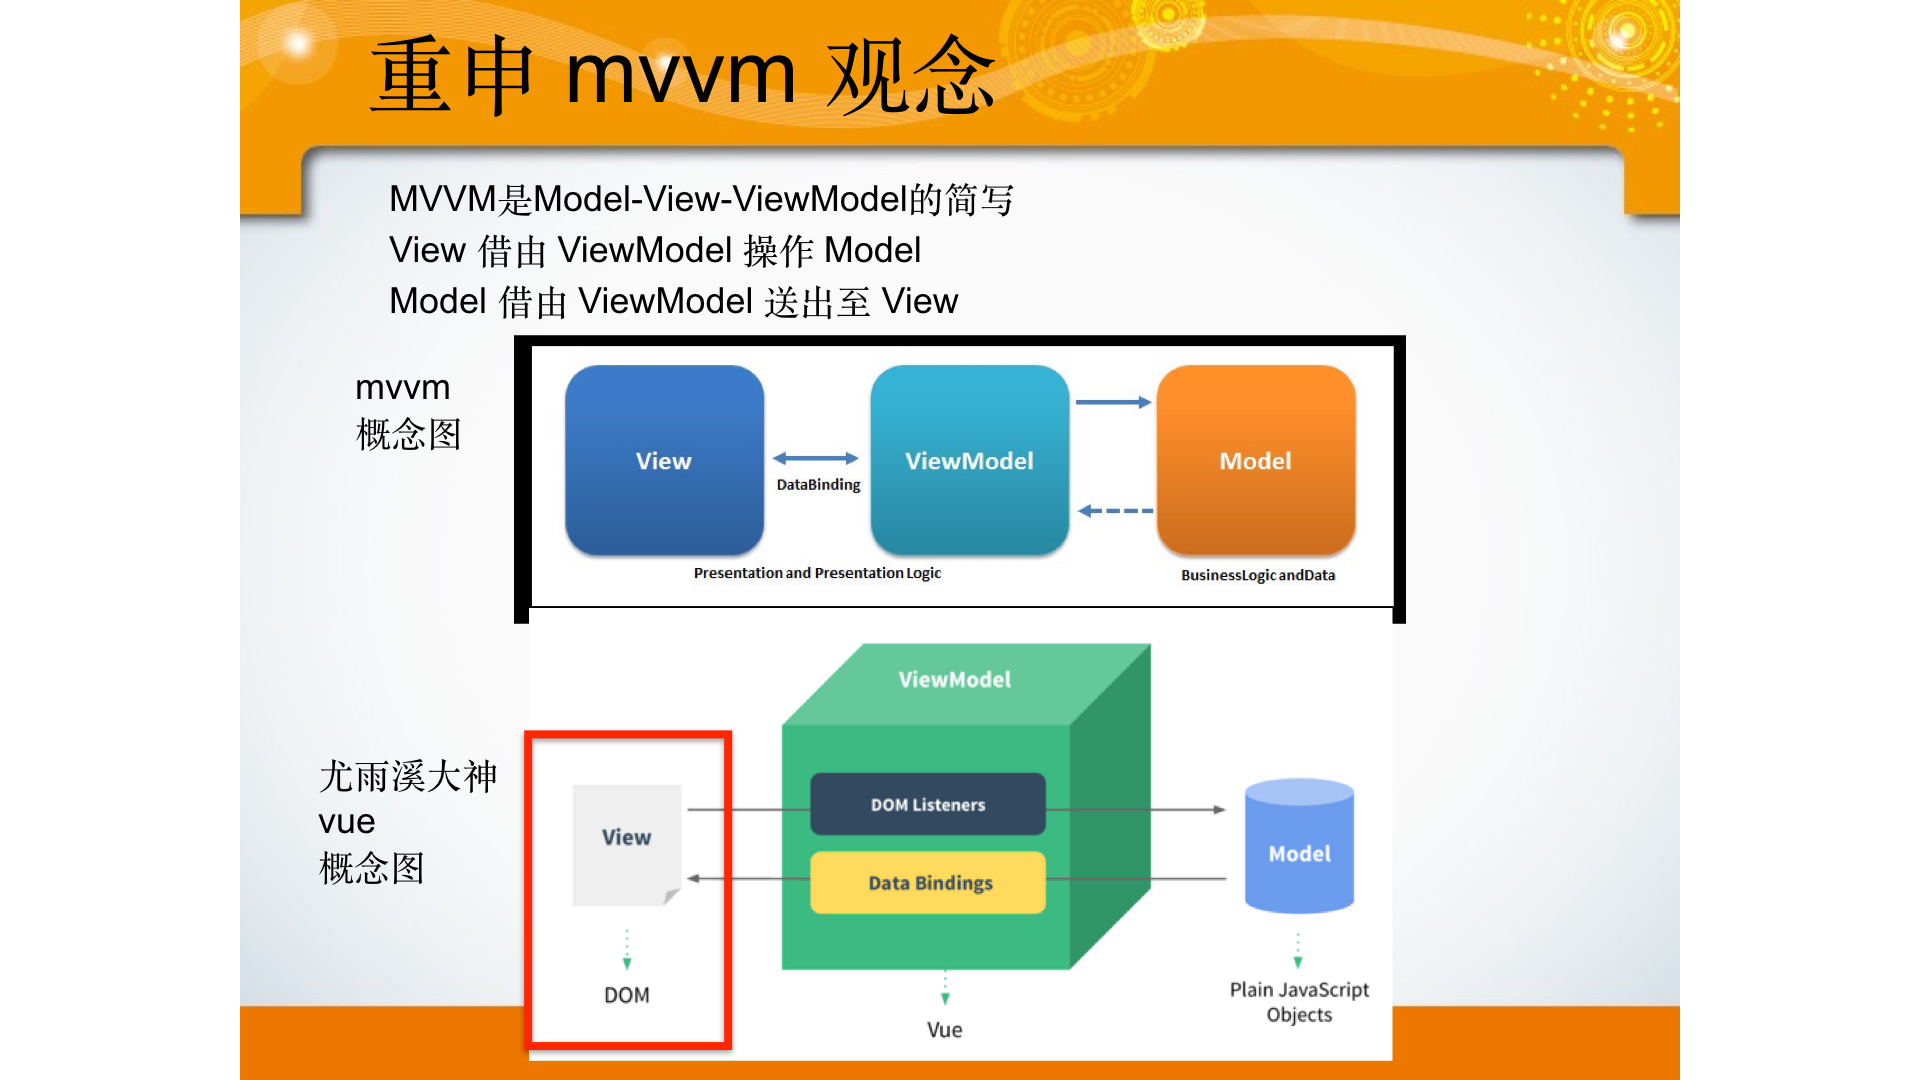 重申 mvvm 观念
MVVM是Model-View-ViewModel的简写
View 借由 ViewModel 操作 Model
Model 借由 ViewModel 送出至 View
mvvm
概念图
View
DataBinding
ViewModel
Model
Presentation and Presentation Logic
BusinessLogic andData
尤雨溪大神
vue
概念图
ViewModel
View
DOM Listeners
Data Bindings
Model
DOM
Vue
Plain JavaScript
Objects